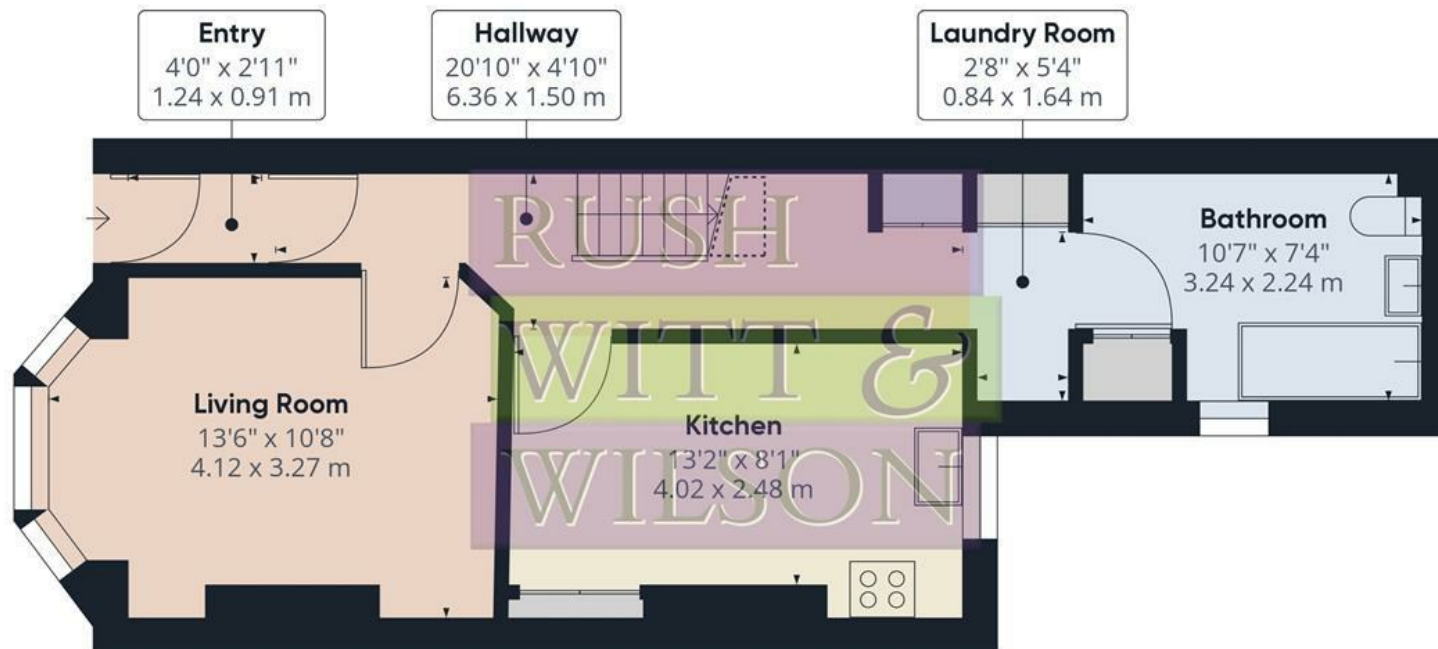 Entry
4'0" x 2'11"
1.24 x 0.91 m
Hallway
20'10" x 4'10"
6.36 x 1.50 m
Laundry Room
2'8" x 5'4"
0.84 x 1.64 m
Bathroom
10'7" x 7'4"
3.24 x 2.24 m
RUSH
WITT &
WILSON
Living Room
13'6" x 10'8"
4.12 x 3.27 m
Kitchen
13'2" x 8'1"
4.02 x 2.48 m